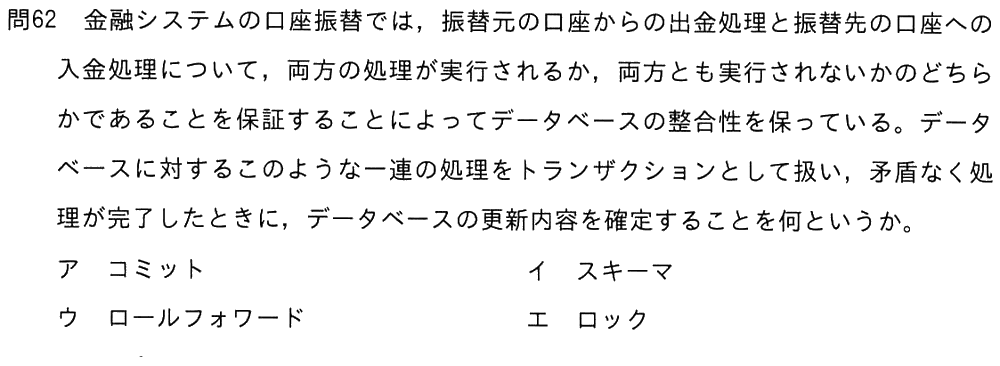 問62　金融システムの口座振替では，振替元の口座からの出金処理と振替先の口座への
入金処理について，両方の処理が実行されるか，両方とも実行されないかのどちら
かであることを保証することによってデータベースの整合性を保っている。データ
ベースに対するこのような一連の処理をトランザクションとして扱い，矛盾なく処
理が完了したときに，データベースの更新内容を確定することを何というか。
ア　コミット　イ　スキーマ
ウ　ロールフォワード　エ　ロック